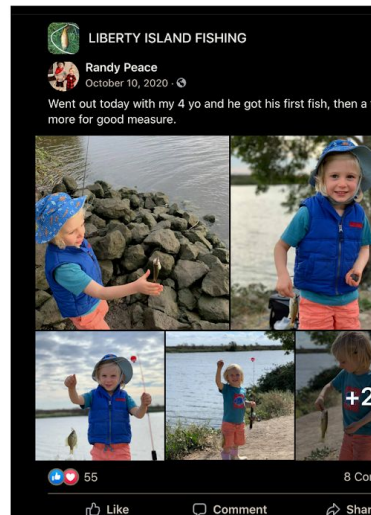 LIBERTY ISLAND FISHING
Randy Peace
October 10, 2020 ·
Went out today with my 4 yo and he got his first fish, then a
more for good measure.
+2
55
8 Co
Like
Comment
Shar